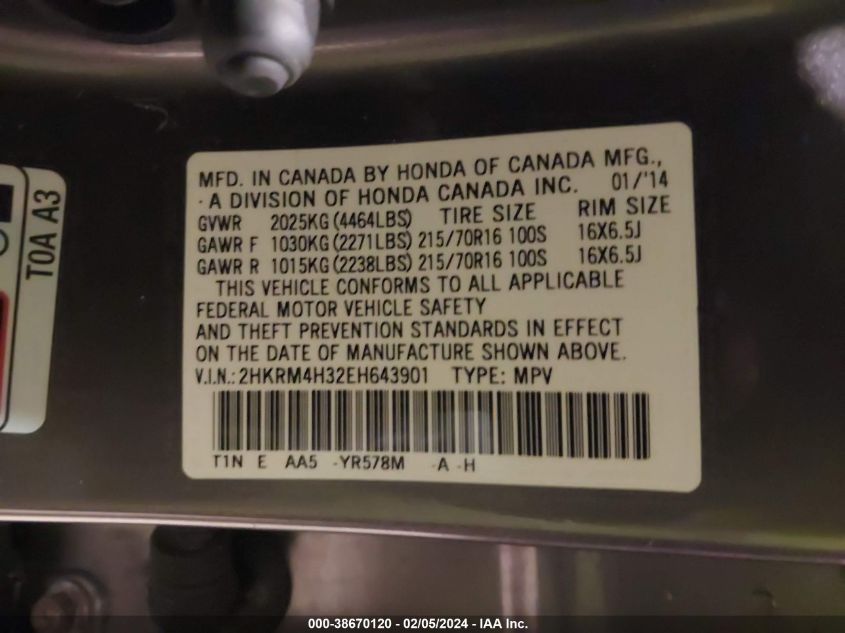 MFD. IN CANADA BY HONDA OF CANADA MFG.,
- A DIVISION OF HONDA CANADA INC. 01/'14
GVWR 2025KG (4464LBS) TIRE SIZE RIM SIZE
GAWR F 1030KG (2271LBS) 215/70R16 100S 16X6.5J
GAWR R 1015KG (2238LBS) 215/70R16 100S 16X6.5J
THIS VEHICLE CONFORMS TO ALL APPLICABLE
FEDERAL MOTOR VEHICLE SAFETY
AND THEFT PREVENTION STANDARDS IN EFFECT
ON THE DATE OF MANUFACTURE SHOWN ABOVE.
V.I.N.: 2HKRM4H32EH643901 TYPE: MPV
T1N E AA5 -YR578M -A -H
T0A A3
000-38670120 - 02/05/2024 - IAA Inc.